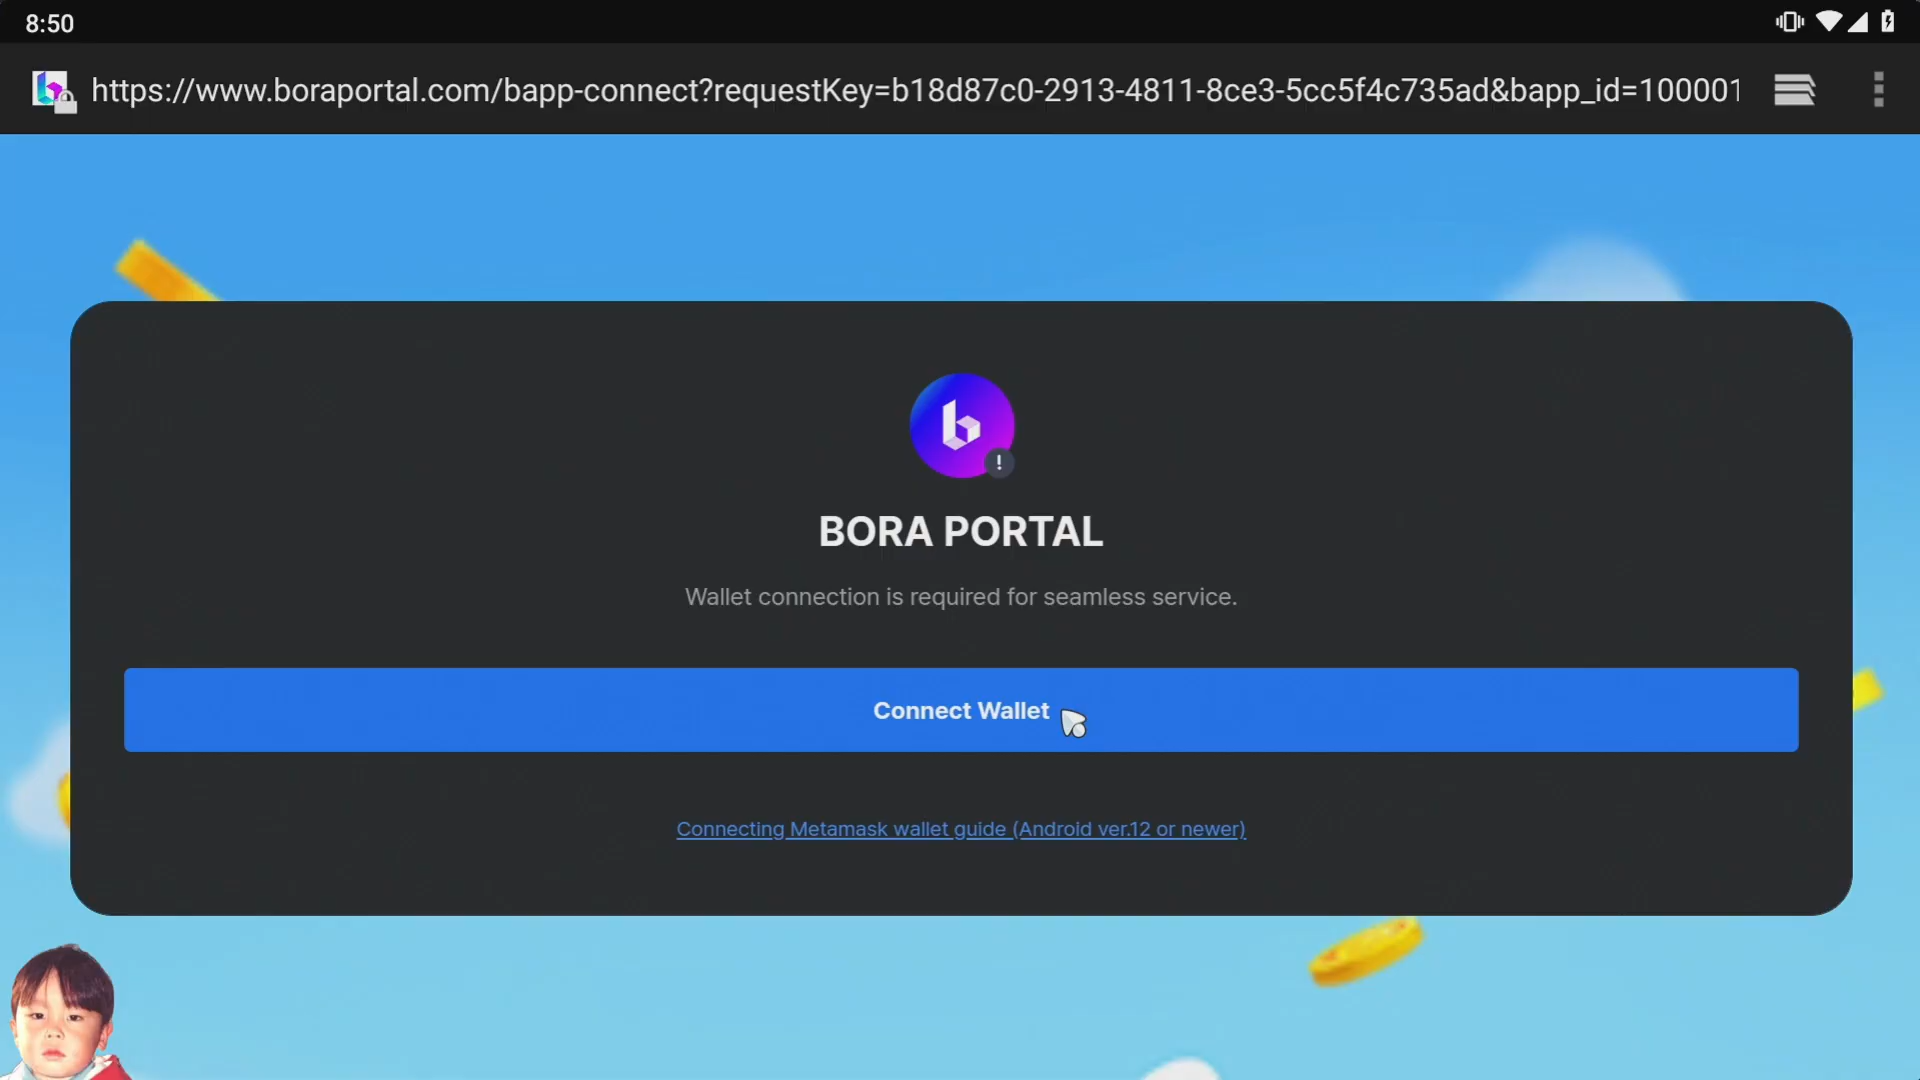 8:50
https://www.boraportal.com/bapp-connect?requestKey=b18d87c0-2913-4811-8ce3-5cc5f4c735ad&bapp_id=100001
BORA PORTAL
Wallet connection is required for seamless service.
Connect Wallet
Connecting Metamask wallet guide (Android ver.12 or newer)